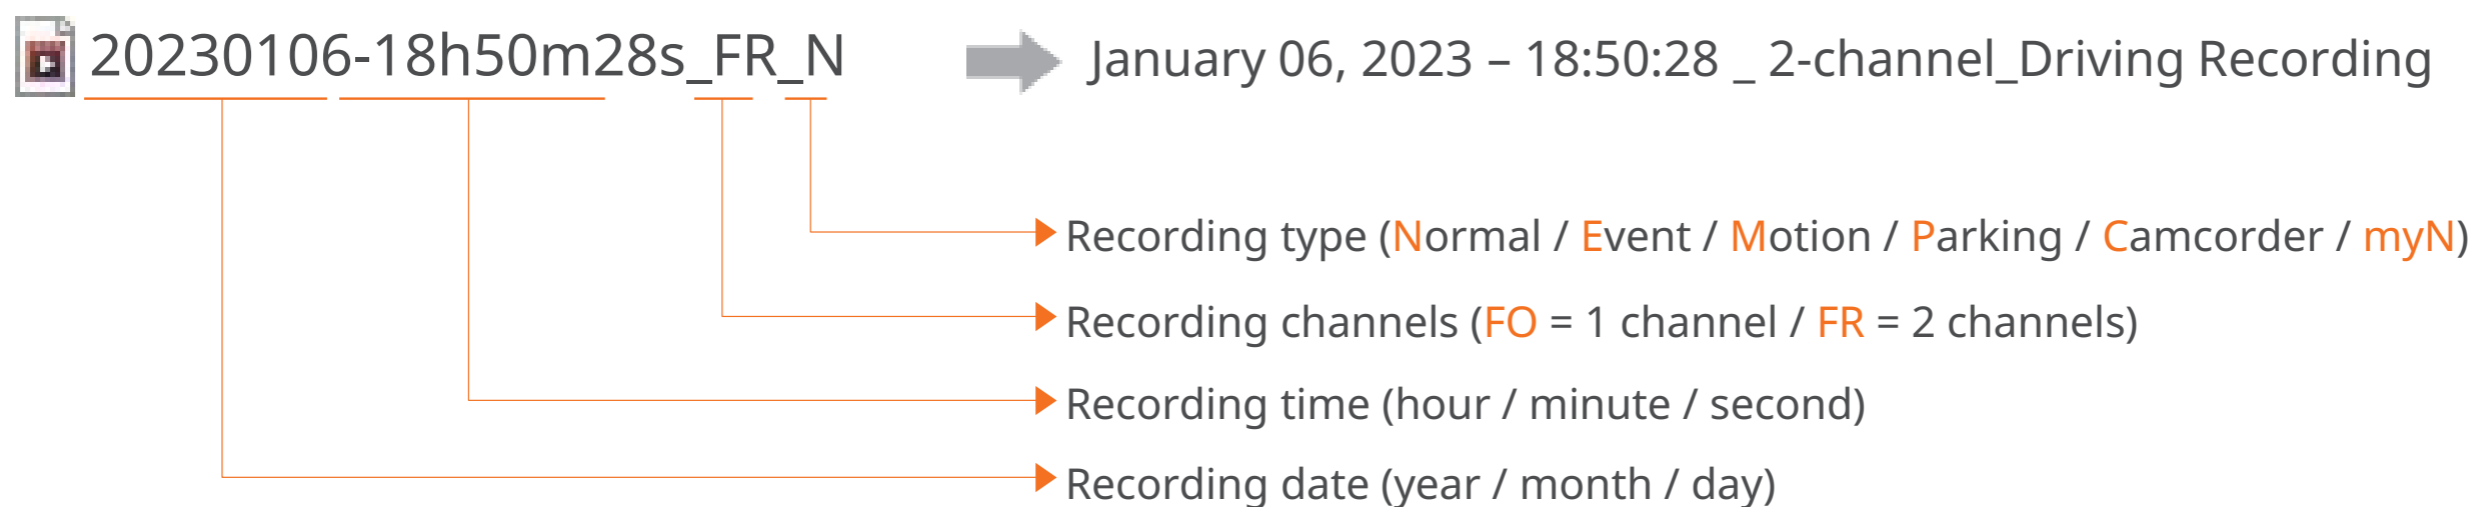 20230106-18h50m28s_FR_N
January 06, 2023 – 18:50:28 _ 2-channel_Driving Recording
Recording type (Normal / Event / Motion / Parking / Camcorder / myN)
Recording channels (FO = 1 channel / FR = 2 channels)
Recording time (hour / minute / second)
Recording date (year / month / day)